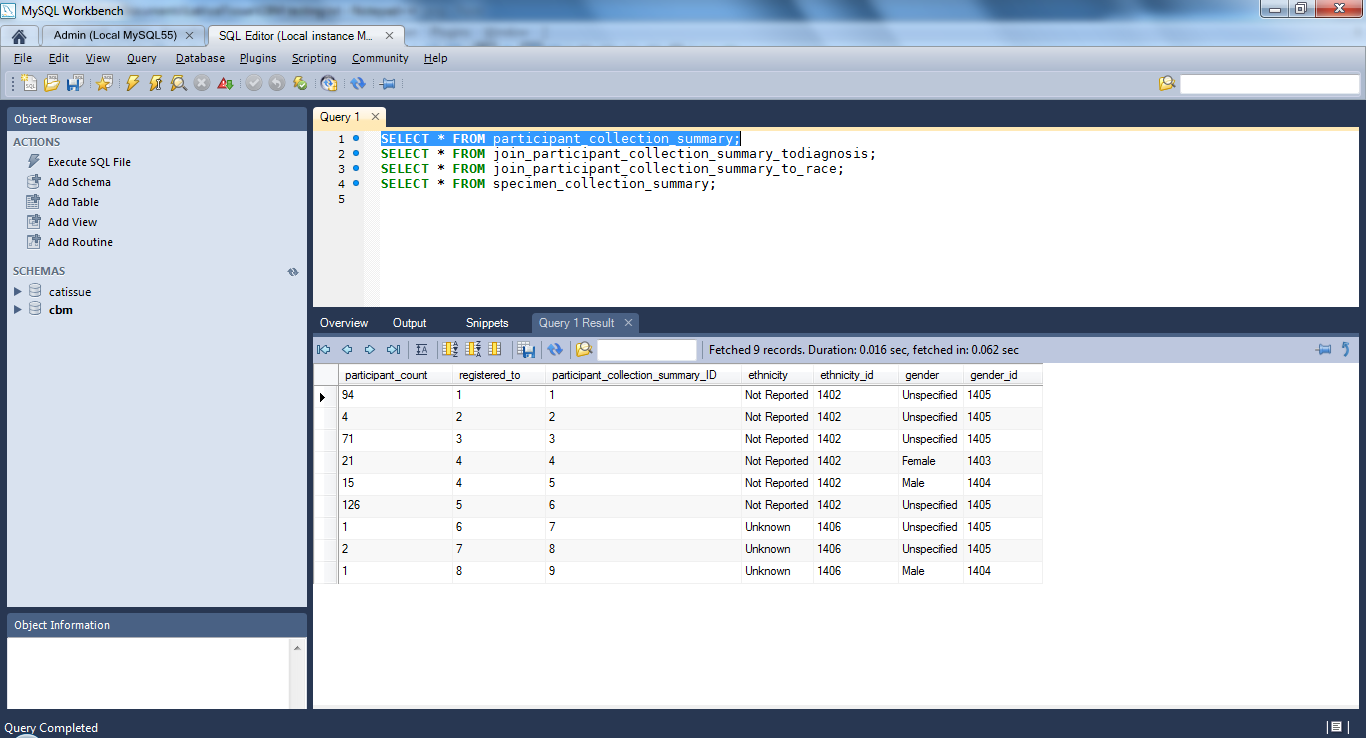 MySQL Workbench
Admin (Local MySQL55)
SQL Editor (Local instance M...
File Edit View Query Database Plugins Scripting Community Help
Object Browser
ACTIONS
Execute SQL File
Add Schema
Add Table
Add View
Add Routine
SCHEMAS
catissue
cbm
Object Information
Query 1
1 SELECT * FROM participant_collection_summary;
2 SELECT * FROM join_participant_collection_summary_todiagnosis;
3 SELECT * FROM join_participant_collection_summary_to_race;
4 SELECT * FROM specimen_collection_summary;
5
Overview Output Snippets Query 1 Result
Fetched 9 records. Duration: 0.016 sec, fetched in: 0.062 sec
participant_count registered_to participant_collection_summary_ID ethnicity ethnicity_id gender gender_id
94 1 1 Not Reported 1402 Unspecified 1405
4 2 2 Not Reported 1402 Unspecified 1405
71 3 3 Not Reported 1402 Unspecified 1405
21 4 4 Not Reported 1402 Female 1403
15 4 5 Not Reported 1402 Male 1404
126 5 6 Not Reported 1402 Unspecified 1405
1 6 7 Unknown 1406 Unspecified 1405
2 7 8 Unknown 1406 Unspecified 1405
1 8 9 Unknown 1406 Male 1404
Query Completed